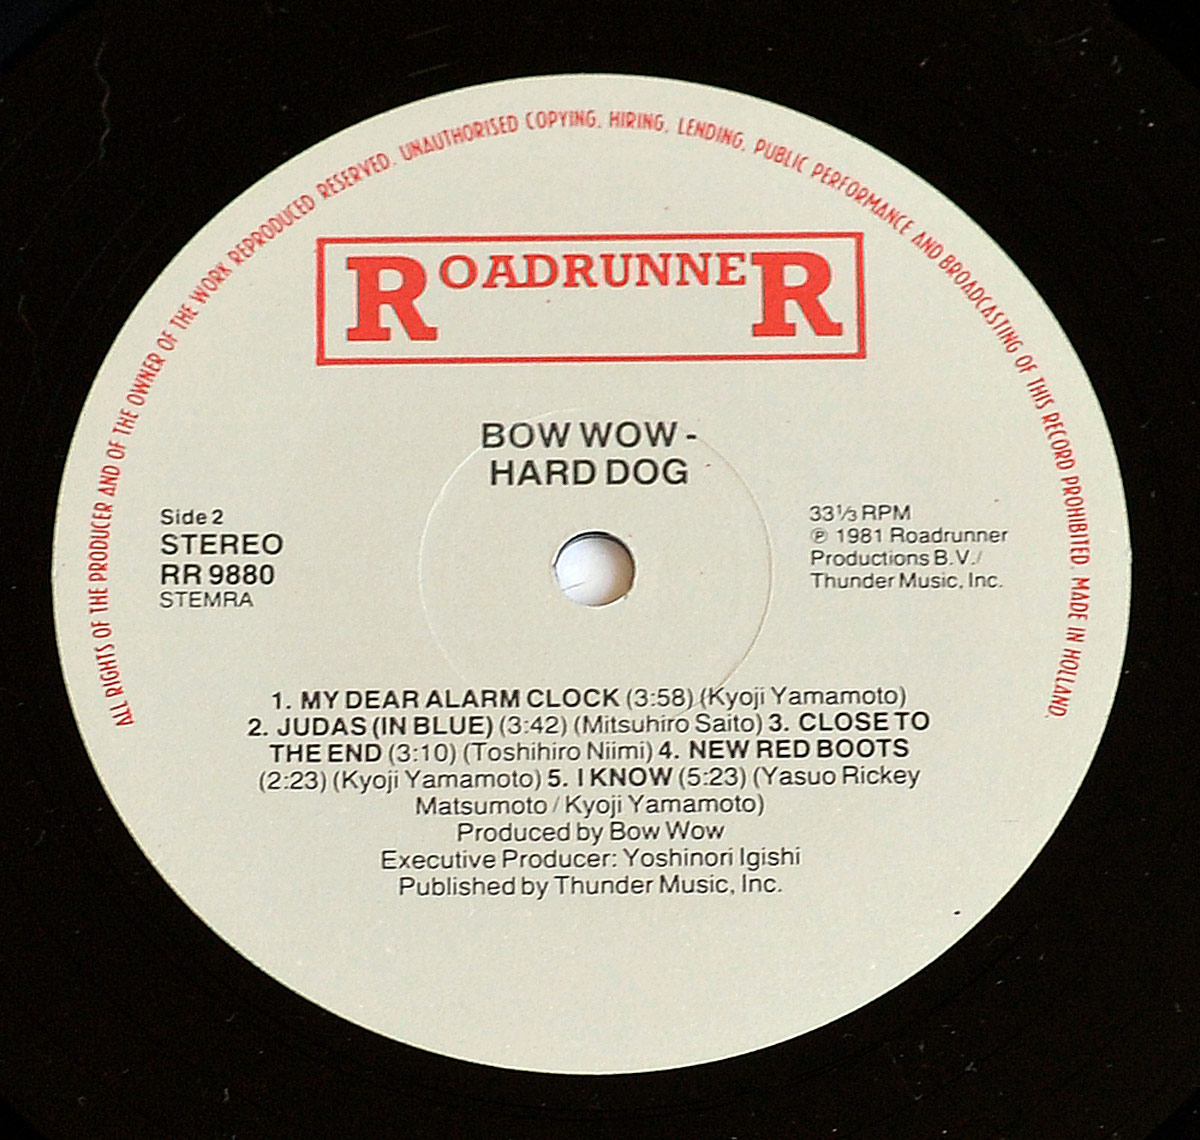 ALL RIGHTS OF THE PRODUCER AND OF THE OWNER OF THE WORK REPRODUCED RESERVED. UNAUTHORISED COPYING, HIRING, LENDING, PUBLIC PERFORMANCE AND BROADCASTING OF THIS RECORD PROHIBITED. MADE IN HOLLAND.
ROADRUNNER
BOW WOW -
HARD DOG
Side 2
STEREO
RR 9880
STEMRA
33⅓ RPM
℗ 1981 Roadrunner
Productions B.V./
Thunder Music, Inc.
1. MY DEAR ALARM CLOCK (3:58) (Kyoji Yamamoto)
2. JUDAS (IN BLUE) (3:42) (Mitsuhiro Saito) 3. CLOSE TO
THE END (3:10) (Toshihiro Niimi) 4. NEW RED BOOTS
(2:23) (Kyoji Yamamoto) 5. I KNOW (5:23) (Yasuo Rickey
Matsumoto / Kyoji Yamamoto)
Produced by Bow Wow
Executive Producer: Yoshinori Igishi
Published by Thunder Music, Inc.